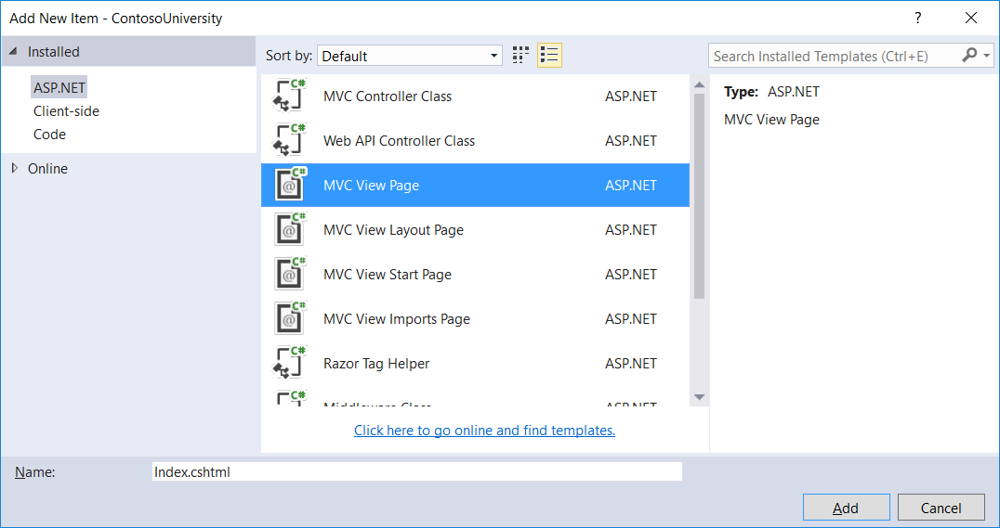 Add New Item - ContosoUniversity ?
Installed
ASP.NET
Client-side
Code
Online
Sort by: Default
Search Installed Templates (Ctrl+E)
C# MVC Controller Class ASP.NET
C# Web API Controller Class ASP.NET
C# @ MVC View Page ASP.NET
C# @ MVC View Layout Page ASP.NET
C# @ MVC View Start Page ASP.NET
C# @ MVC View Imports Page ASP.NET
C# Razor Tag Helper ASP.NET
C# Middleware Class ASP.NET
Click here to go online and find templates.
Type: ASP.NET
MVC View Page
Name: Index.cshtml
Add Cancel